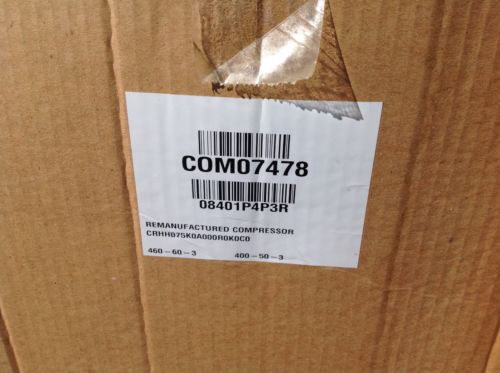 COM07478
08401P4P3R
REMANUFACTURED COMPRESSOR
CRHH075K0A000R0K0C0
460-60-3 400-50-3